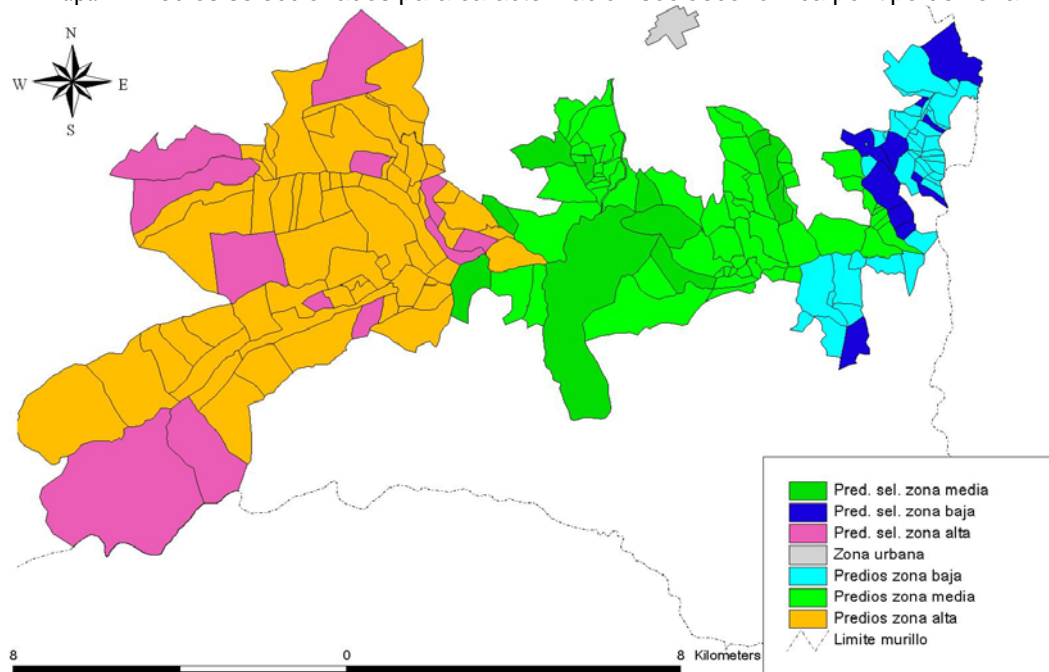 N
W E
S
Pred. sel. zona media
Pred. sel. zona baja
Pred. sel. zona alta
Zona urbana
Predios zona baja
Predios zona media
Predios zona alta
Limite murillo
8 0 8 Kilometers